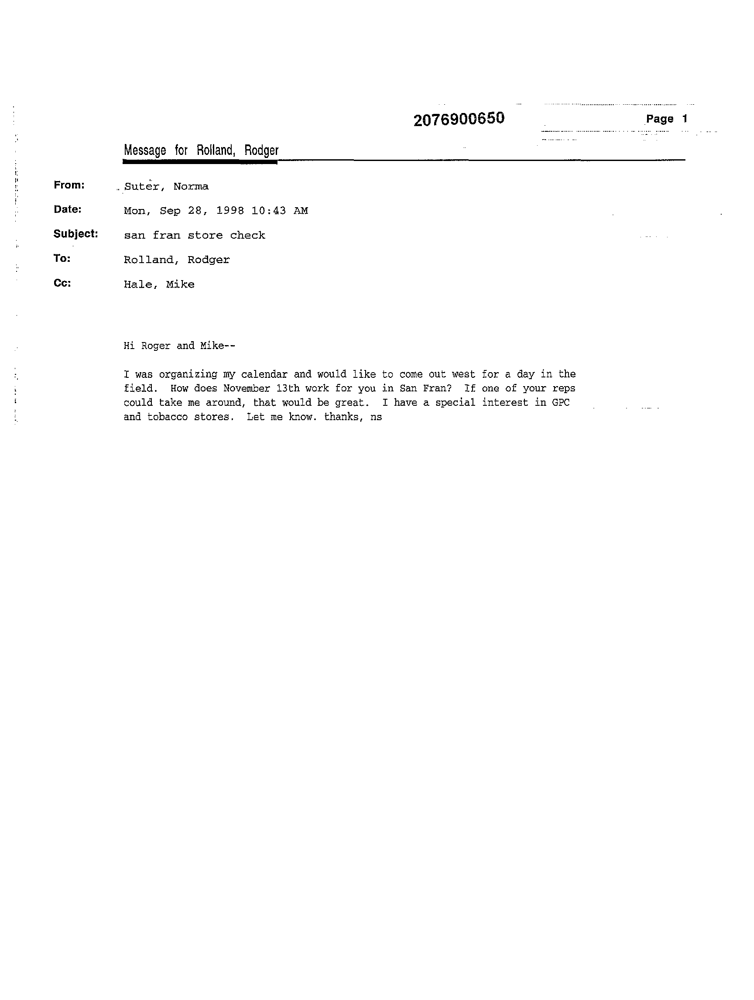 2076900650
Page 1
Message for Rolland, Rodger
From: Suter, Norma
Date: Mon, Sep 28, 1998 10:43 AM
Subject: san fran store check
To: Rolland, Rodger
Cc: Hale, Mike
Hi Roger and Mike--
I was organizing my calendar and would like to come out west for a day in the
field. How does November 13th work for you in San Fran? If one of your reps
could take me around, that would be great. I have a special interest in GPC
and tobacco stores. Let me know. thanks, ns